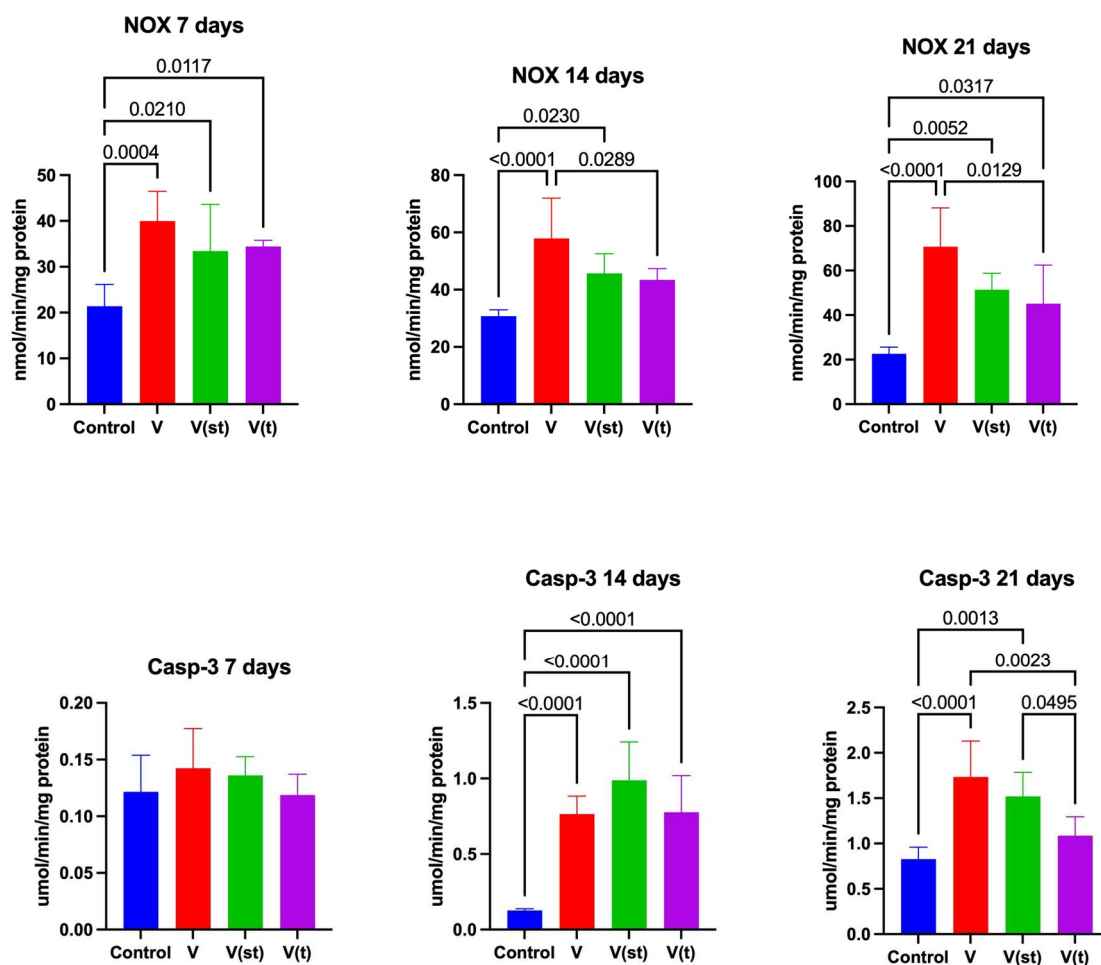 NOX 7 days
0.0117
0.0210
0.0004
50
40
30
20
10
0
nmol/min/mg protein
Control V V(st) V(t)
NOX 14 days
0.0230
<0.0001 0.0289
80
60
40
20
0
nmol/min/mg protein
Control V V(st) V(t)
NOX 21 days
0.0317
0.0052
<0.0001 0.0129
100
80
60
40
20
0
nmol/min/mg protein
Control V V(st) V(t)
Casp-3 7 days
0.20
0.15
0.10
0.05
0.00
umol/min/mg protein
Control V V(st) V(t)
Casp-3 14 days
<0.0001
<0.0001
<0.0001
1.5
1.0
0.5
0.0
umol/min/mg protein
Control V V(st) V(t)
Casp-3 21 days
0.0013
0.0023
<0.0001 0.0495
2.5
2.0
1.5
1.0
0.5
0.0
umol/min/mg protein
Control V V(st) V(t)